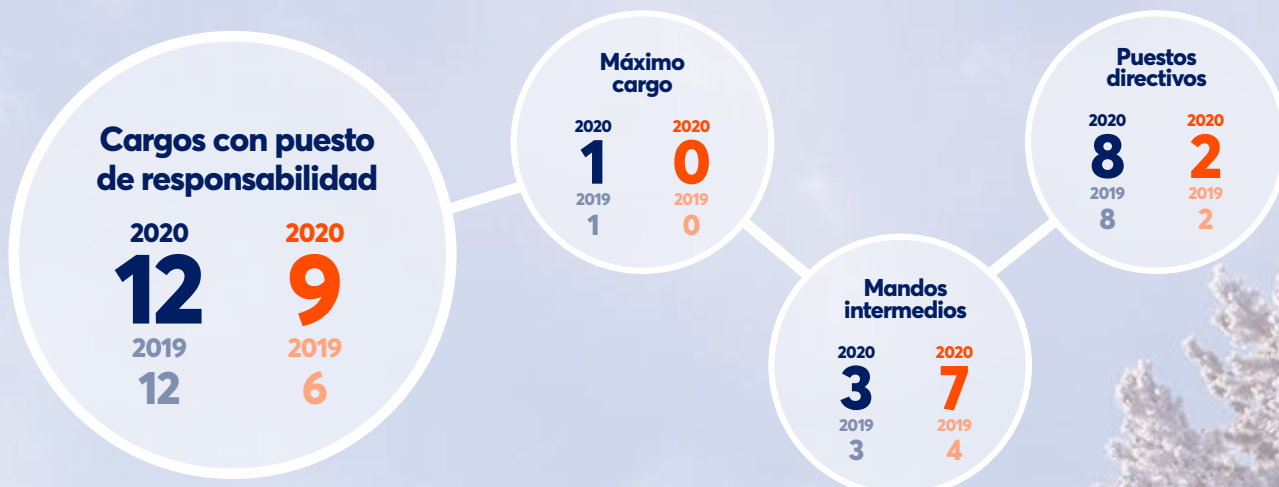 Cargos con puesto
de responsabilidad
2020 2020
12 9
2019 2019
12 6
Máximo
cargo
2020 2020
1 0
2019 2019
1 0
Mandos
intermedios
2020 2020
3 7
2019 2019
3 4
Puestos
directivos
2020 2020
8 2
2019 2019
8 2